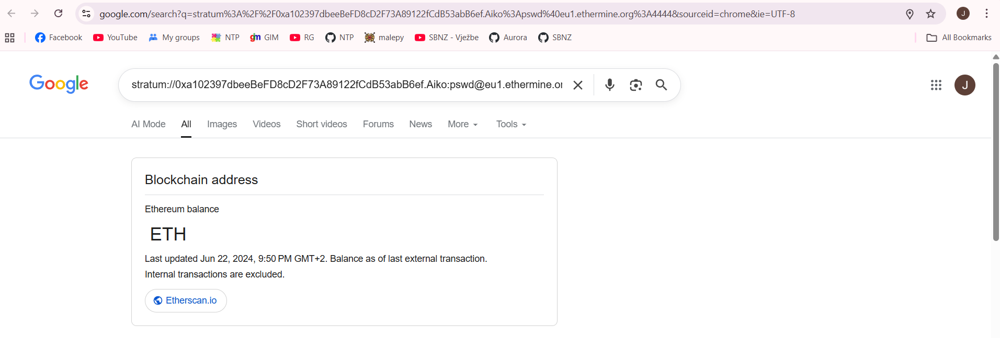 google.com/search?q=stratum%3A%2F%2F0xa102397dbeeBeFD8cD2F73A89122fCdB53abB6ef.Aiko%3Apswd%40eu1.ethermine.org%3A4444&sourceid=chrome&ie=UTF-8
J
Facebook
YouTube
My groups
NTP
gm GIM
RG
NTP
malepy
SBNZ - Vježbe
Aurora
SBNZ
All Bookmarks
Google
stratum://0xa102397dbeeBeFD8cD2F73A89122fCdB53abB6ef.Aiko:pswd@eu1.ethermine.or
J
AI Mode
All
Images
Videos
Short videos
Forums
News
More
Tools
Blockchain address
Ethereum balance
ETH
Last updated Jun 22, 2024, 9:50 PM GMT+2. Balance as of last external transaction.
Internal transactions are excluded.
Etherscan.io